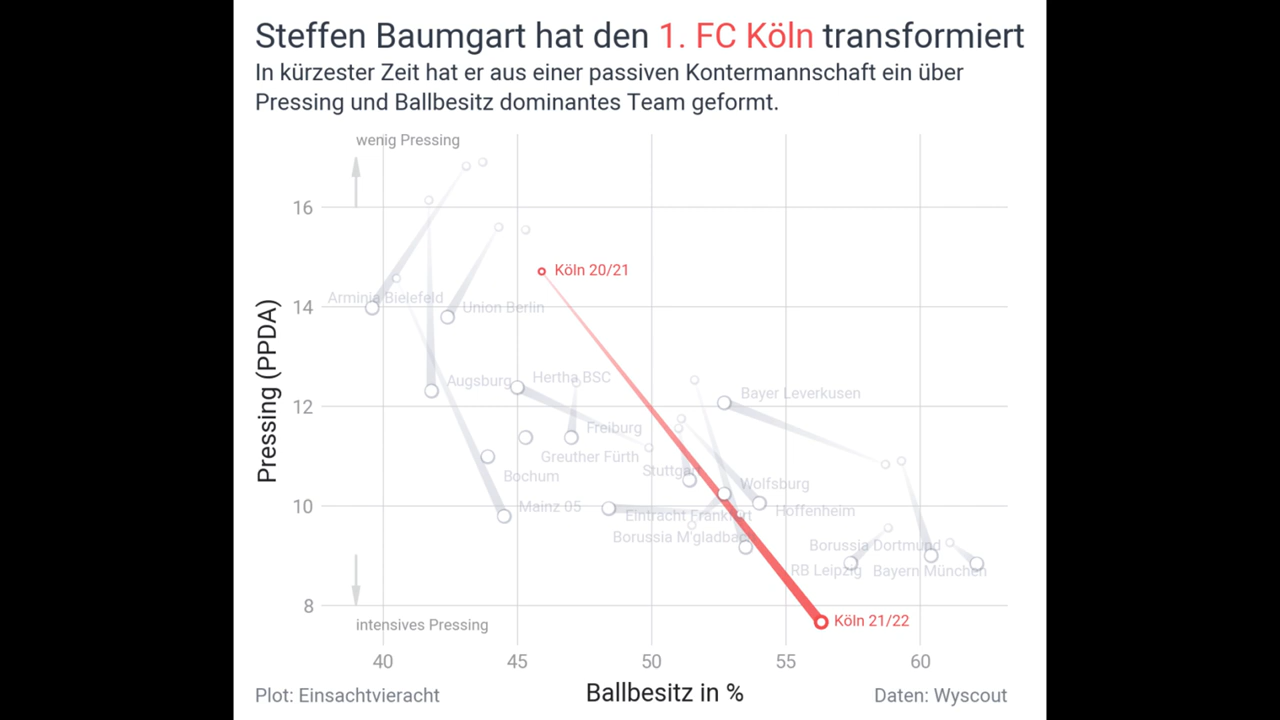 Steffen Baumgart hat den 1. FC Köln transformiert
In kürzester Zeit hat er aus einer passiven Kontermannschaft ein über
Pressing und Ballbesitz dominantes Team geformt.
wenig Pressing
16
Köln 20/21
Arminia Bielefeld
14
Union Berlin
Hertha BSC
Augsburg
Bayer Leverkusen
12
Freiburg
Greuther Fürth
Stuttgart
Bochum
Wolfsburg
10
Mainz 05
Hoffenheim
Eintracht Frankfurt
Borussia M'gladbach
Borussia Dortmund
RB Leipzig
Bayern München
8
intensives Pressing
Köln 21/22
Pressing (PPDA)
40 45 50 55 60
Ballbesitz in %
Plot: Einsachtvieracht
Daten: Wyscout